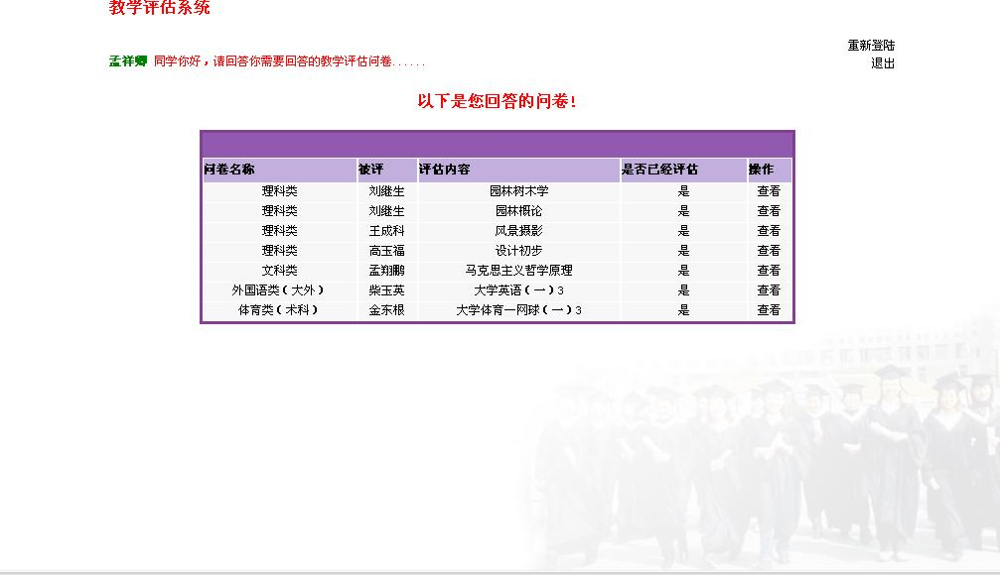 教学评估系统
重新登陆
孟祥卿 同学你好，请回答你需要回答的教学评估问卷......
退出
以下是您回答的问卷！
问卷名称 被评 评估内容 是否已经评估 操作
理科类 刘继生 园林树木学 是 查看
理科类 刘继生 园林概论 是 查看
理科类 王成科 风景摄影 是 查看
理科类 高玉福 设计初步 是 查看
文科类 孟翔鹏 马克思主义哲学原理 是 查看
外国语类（大外） 柴玉英 大学英语（一）3 是 查看
体育类（术科） 金东根 大学体育一网球（一）3 是 查看